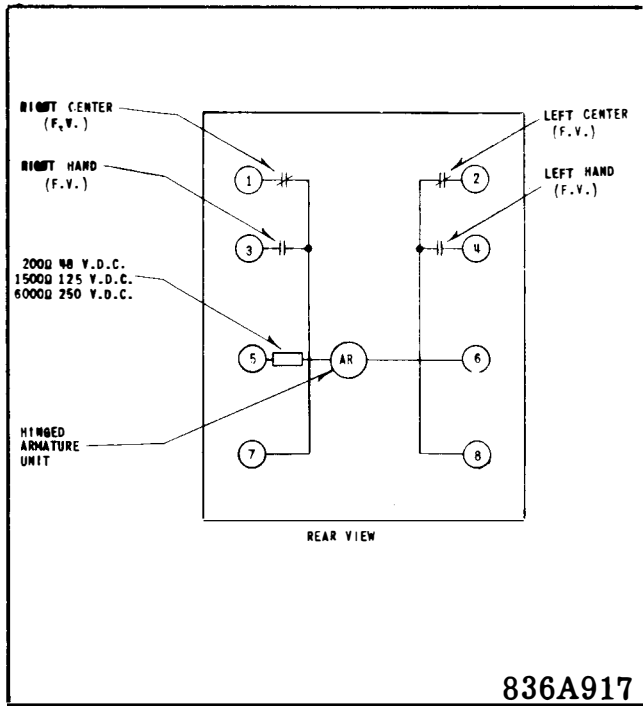 RIGHT CENTER
(F.V.)
RIGHT HAND
(F.V.)
LEFT CENTER
(F.V.)
LEFT HAND
(F.V.)
1
2
3
4
200Ω 48 V.D.C.
1500Ω 125 V.D.C.
6000Ω 250 V.D.C.
5
AR
6
HINGED
ARMATURE
UNIT
7
8
REAR VIEW
836A917